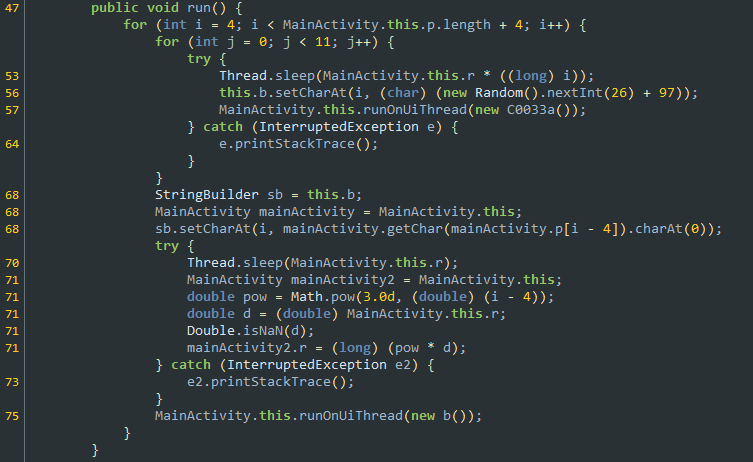 47 public void run() {
for (int i = 4; i < MainActivity.this.p.length + 4; i++) {
for (int j = 0; j < 11; j++) {
try {
53 Thread.sleep(MainActivity.this.r * ((long) i));
56 this.b.setCharAt(i, (char) (new Random().nextInt(26) + 97));
57 MainActivity.this.runOnUiThread(new C0033a());
} catch (InterruptedException e) {
64 e.printStackTrace();
}
}
68 StringBuilder sb = this.b;
68 MainActivity mainActivity = MainActivity.this;
68 sb.setCharAt(i, mainActivity.getChar(mainActivity.p[i - 4]).charAt(0));
try {
70 Thread.sleep(MainActivity.this.r);
71 MainActivity mainActivity2 = MainActivity.this;
71 double pow = Math.pow(3.0d, (double) (i - 4));
71 double d = (double) MainActivity.this.r;
71 Double.isNaN(d);
71 mainActivity2.r = (long) (pow * d);
} catch (InterruptedException e2) {
73 e2.printStackTrace();
}
75 MainActivity.this.runOnUiThread(new b());
}
}